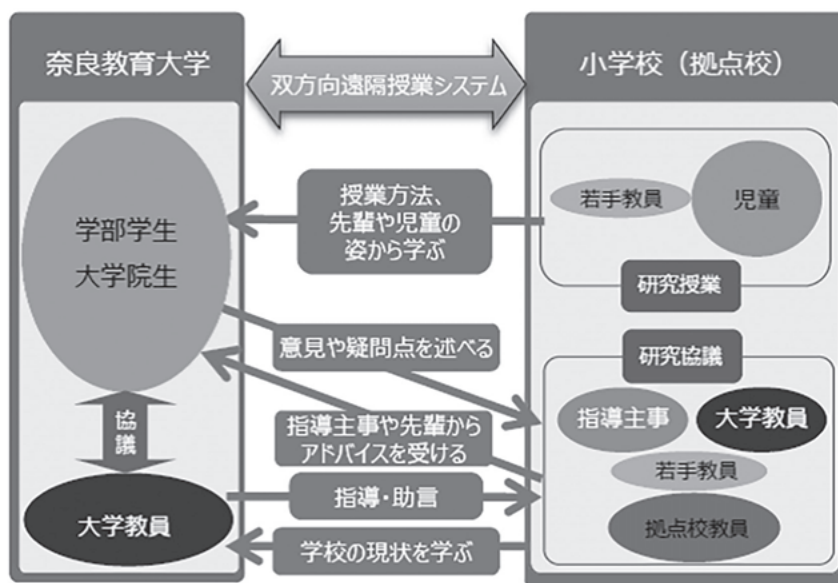 奈良教育大学
双方向遠隔授業システム
小学校（拠点校）
学部学生
大学院生
協
議
大学教員
授業方法、
先輩や児童の
姿から学ぶ
意見や疑問点を述べる
指導主事や先輩から
アドバイスを受ける
指導・助言
学校の現状を学ぶ
若手教員
児童
研究授業
研究協議
指導主事
大学教員
若手教員
拠点校教員